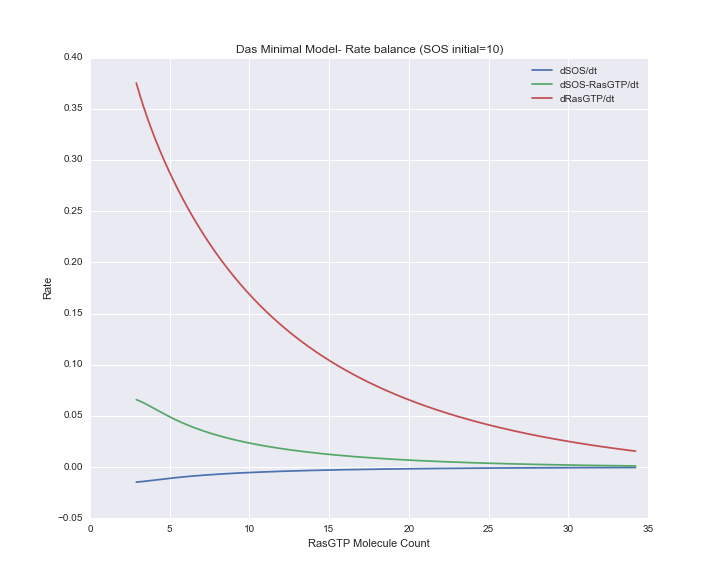 Das Minimal Model- Rate balance (SOS initial=10)
dSOS/dt
dSOS-RasGTP/dt
dRasGTP/dt
0.40
0.35
0.30
0.25
0.20
0.15
0.10
0.05
0.00
−0.05
Rate
0 5 10 15 20 25 30 35
RasGTP Molecule Count